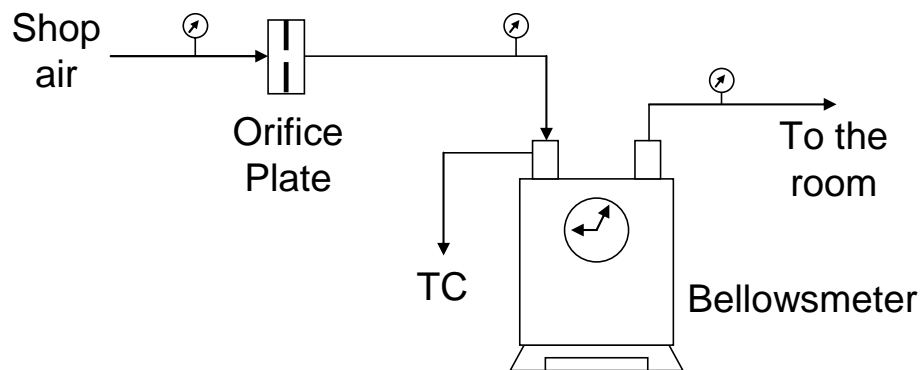 Shop
air
Orifice
Plate
To the
room
TC
Bellowsmeter